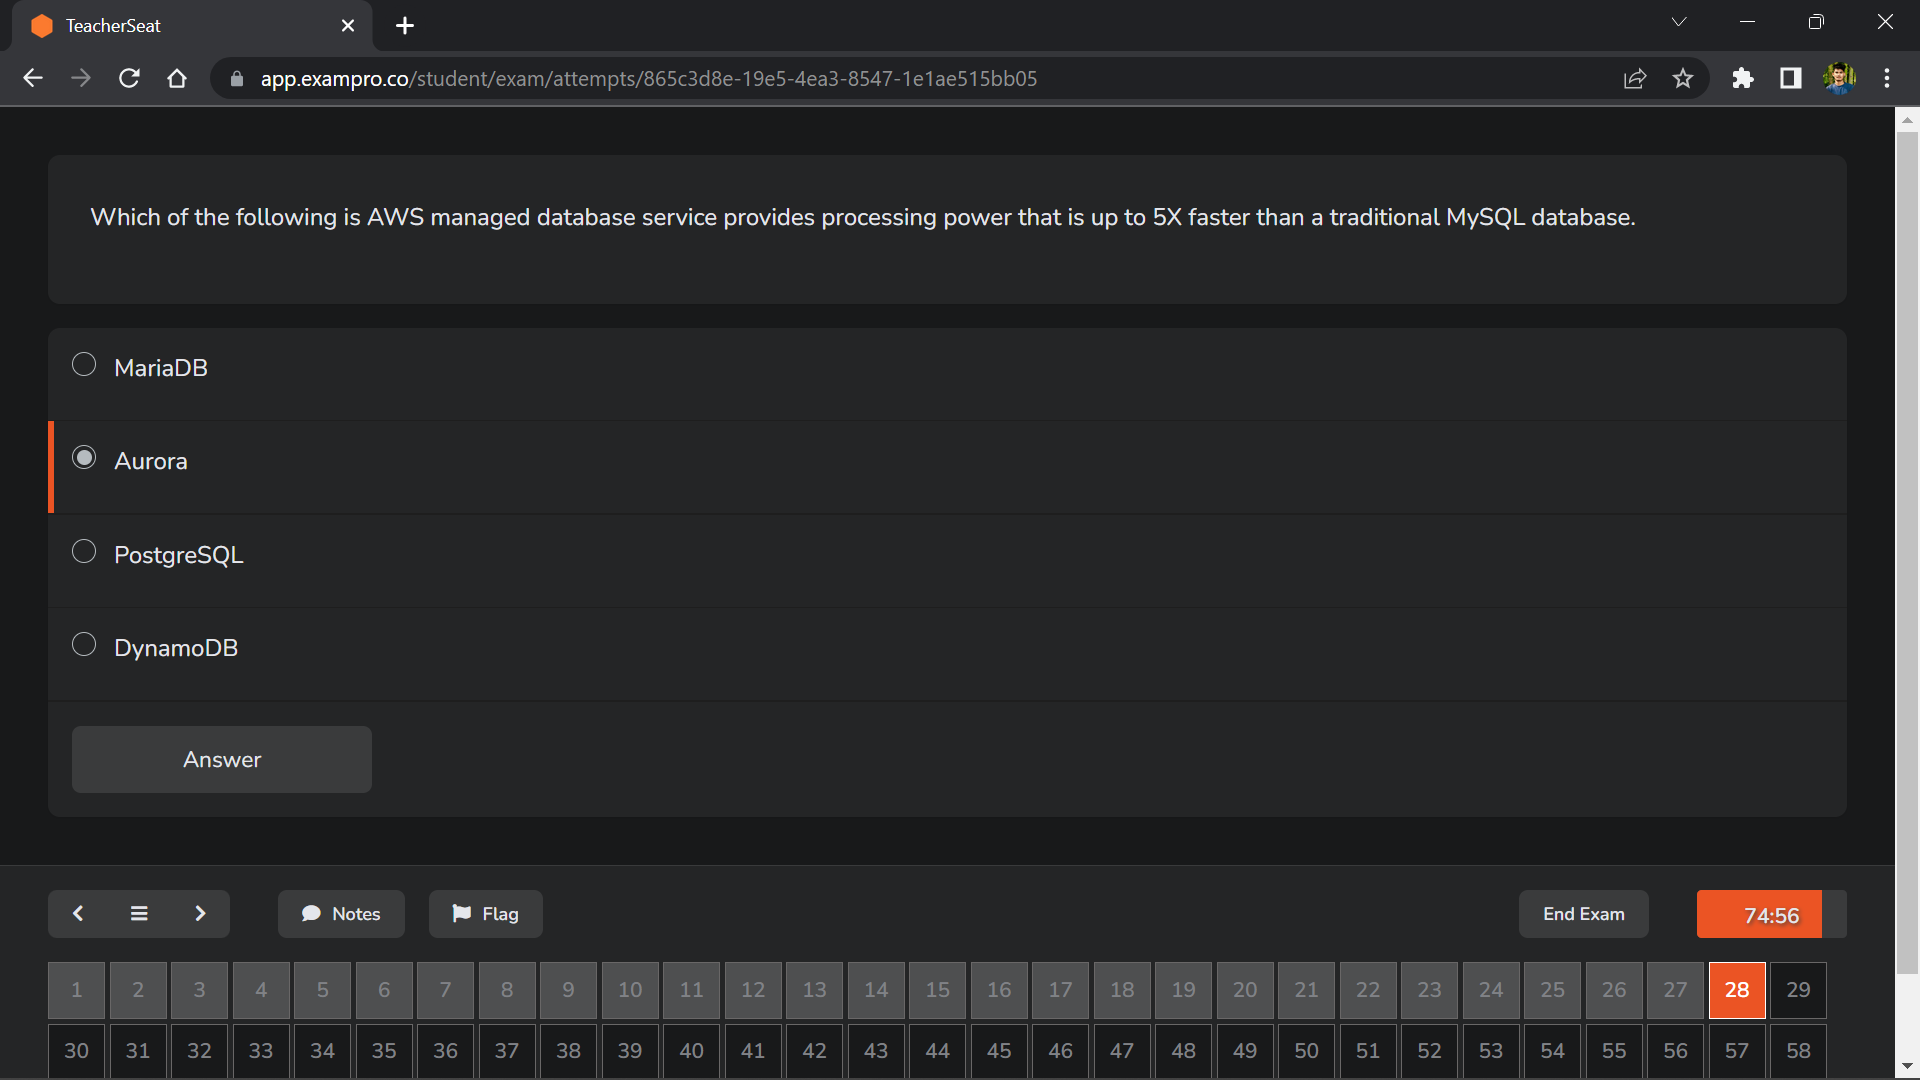 TeacherSeat
app.exampro.co/student/exam/attempts/865c3d8e-19e5-4ea3-8547-1e1ae515bb05
Which of the following is AWS managed database service provides processing power that is up to 5X faster than a traditional MySQL database.
MariaDB
Aurora
PostgreSQL
DynamoDB
Answer
Notes Flag End Exam 74:56
1 2 3 4 5 6 7 8 9 10 11 12 13 14 15 16 17 18 19 20 21 22 23 24 25 26 27 28 29
30 31 32 33 34 35 36 37 38 39 40 41 42 43 44 45 46 47 48 49 50 51 52 53 54 55 56 57 58